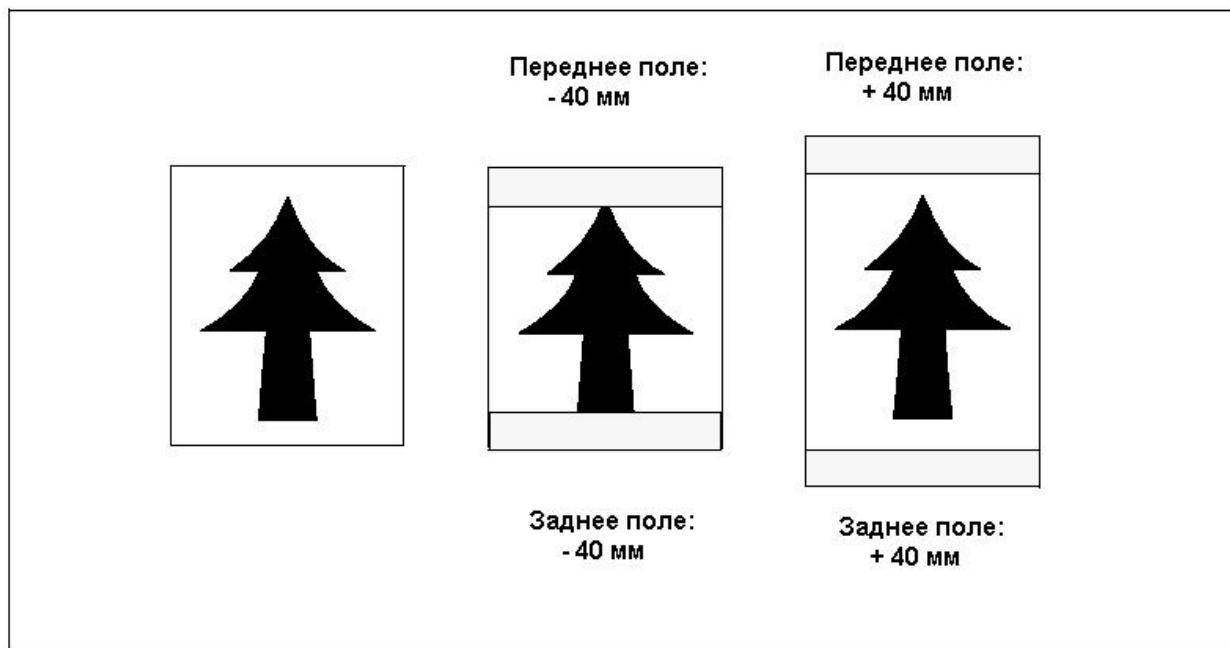 Переднее поле:
- 40 мм
Переднее поле:
+ 40 мм
Заднее поле:
- 40 мм
Заднее поле:
+ 40 мм